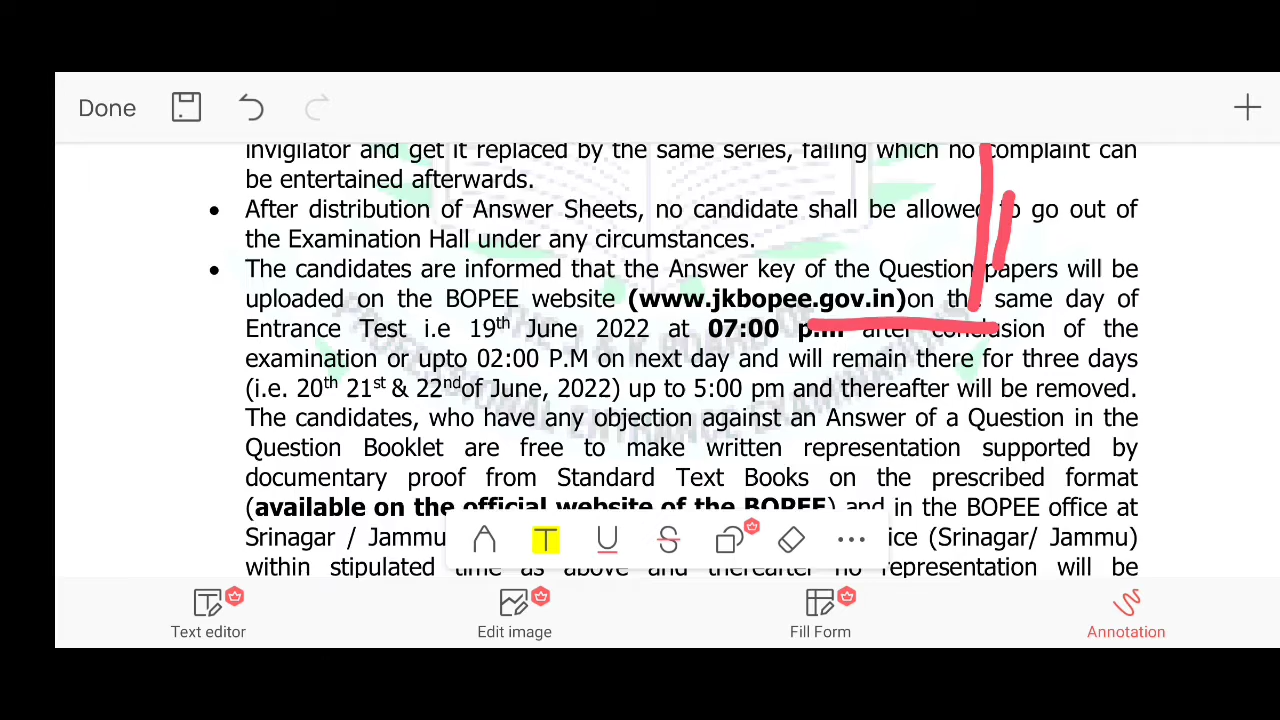 Done
invigilator and get it replaced by the same series, failing which no complaint can
be entertained afterwards.
• After distribution of Answer Sheets, no candidate shall be allowed to go out of
the Examination Hall under any circumstances.
• The candidates are informed that the Answer key of the Question papers will be
uploaded on the BOPEE website (www.jkbopee.gov.in)on the same day of
Entrance Test i.e 19th June 2022 at 07:00 p.m after conclusion of the
examination or upto 02:00 P.M on next day and will remain there for three days
(i.e. 20th 21st & 22nd of June, 2022) up to 5:00 pm and thereafter will be removed.
The candidates, who have any objection against an Answer of a Question in the
Question Booklet are free to make written representation supported by
documentary proof from Standard Text Books on the prescribed format
(available on the official website of the BOPEE) and in the BOPEE office at
Srinagar / Jammu ice (Srinagar/ Jammu)
within stipulated time as above and thereafter no representation will be
Text editor
Edit image
Fill Form
Annotation